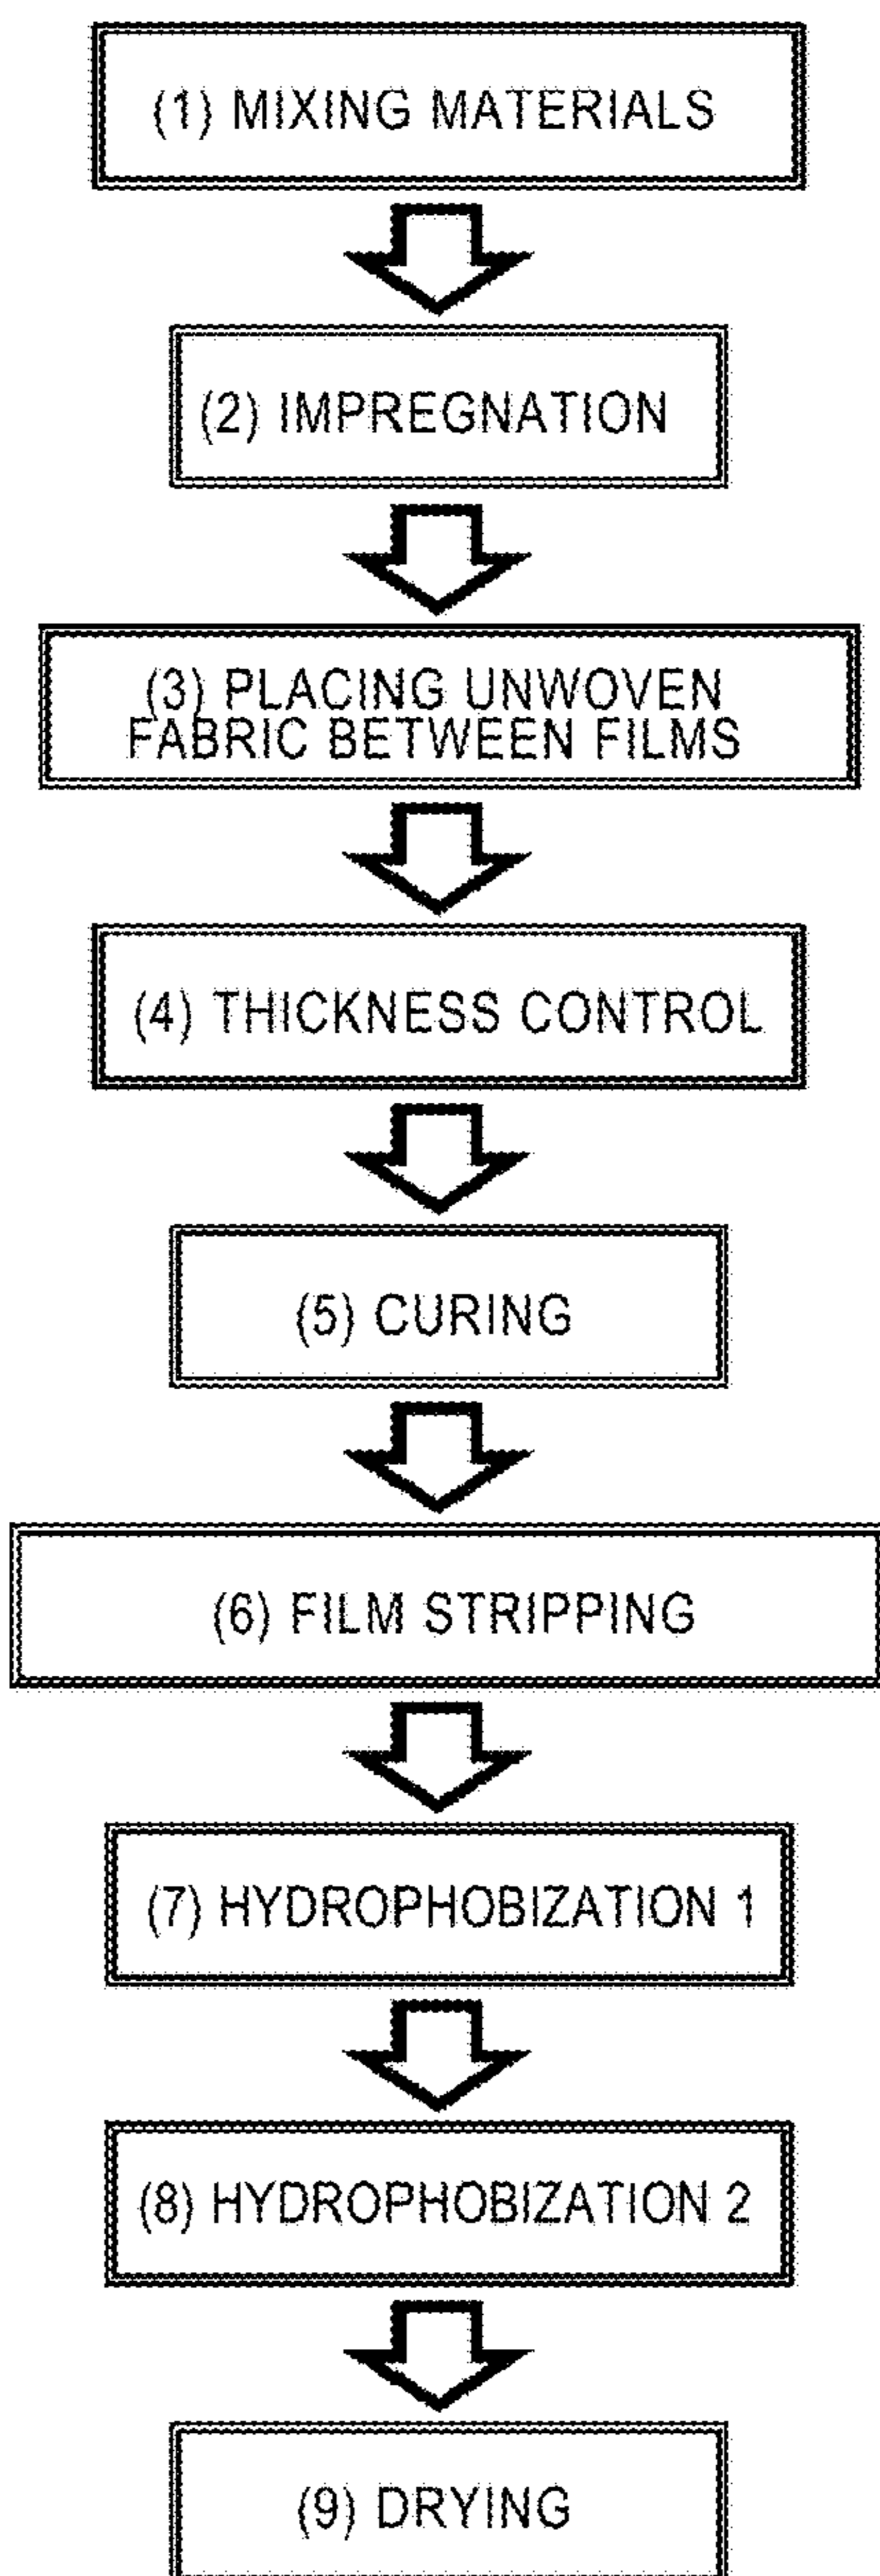 (1) MIXING MATERIALS
(2) IMPREGNATION
(3) PLACING UNWOVEN
FABRIC BETWEEN FILMS
(4) THICKNESS CONTROL
(5) CURING
(6) FILM STRIPPING
(7) HYDROPHOBIZATION 1
(8) HYDROPHOBIZATION 2
(9) DRYING